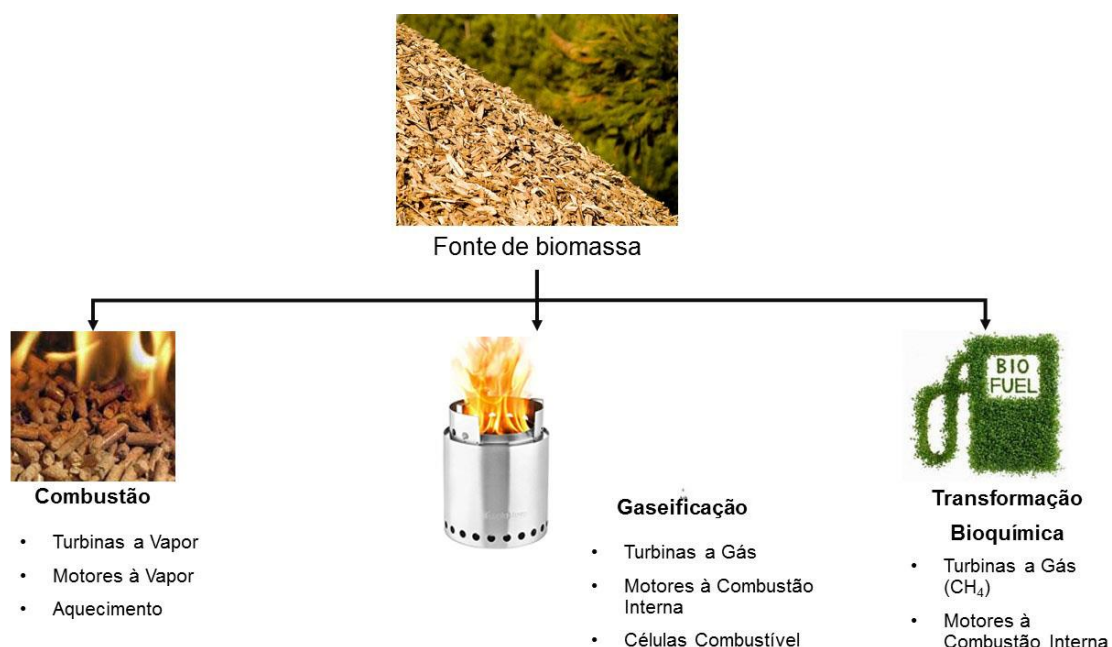 Fonte de biomassa
BIO
FUEL
Combustão
• Turbinas a Vapor
• Motores à Vapor
• Aquecimento
Gaseificação
• Turbinas a Gás
• Motores à Combustão
Interna
• Células Combustível
Transformação
Bioquímica
• Turbinas a Gás
(CH₄)
• Motores à
Combustão Interna